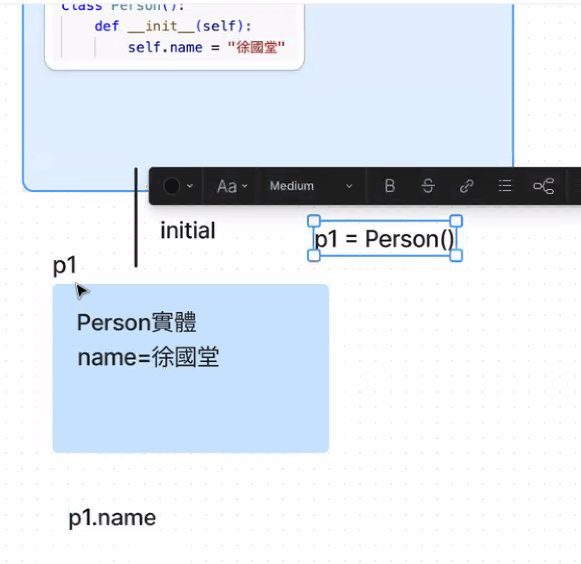 class Person():
def __init__(self):
self.name = "徐國堂"
Aa
Medium
B
S
initial
p1 = Person()
p1
Person實體
name=徐國堂
p1.name